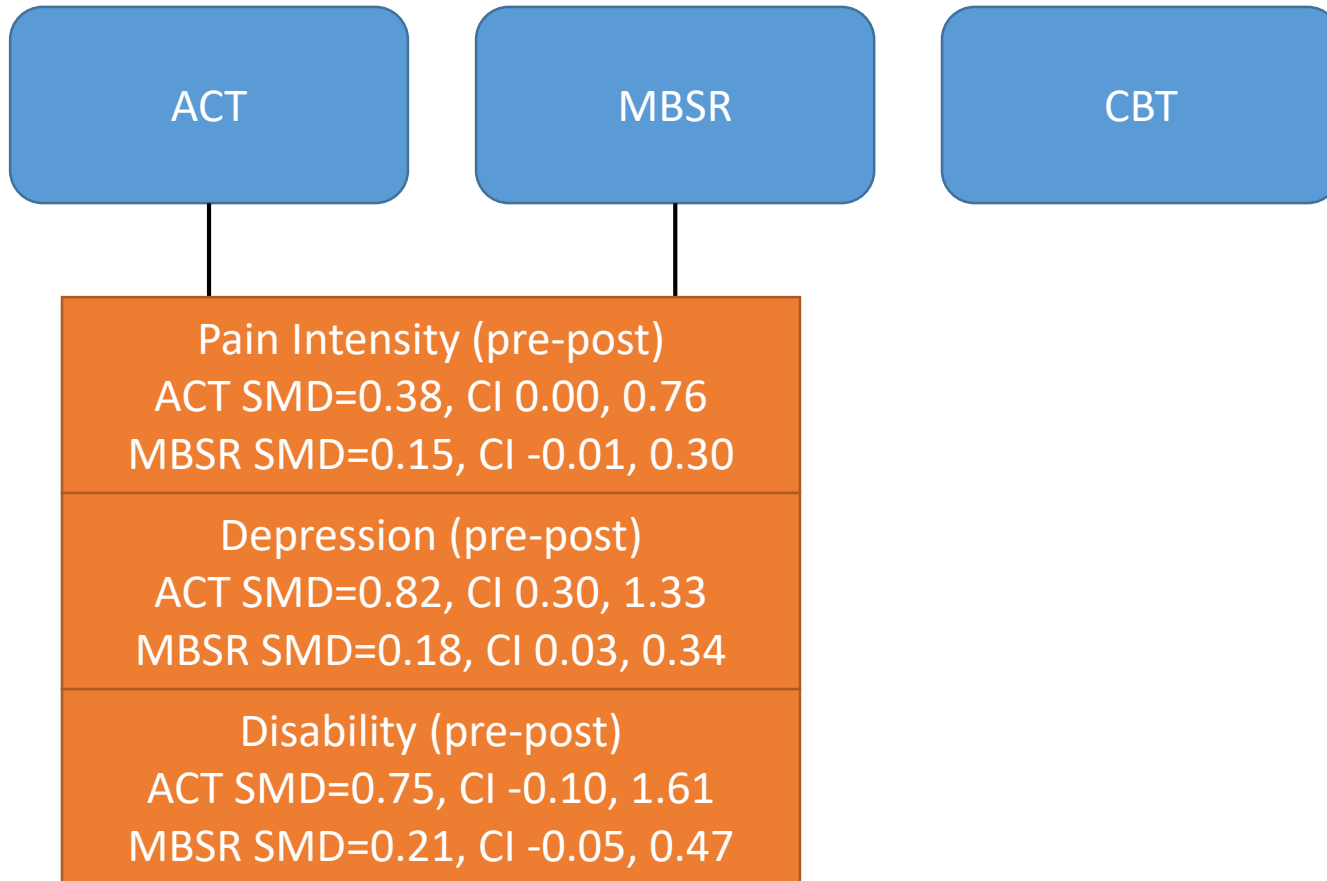 ACT
MBSR
CBT
Pain Intensity (pre-post)
ACT SMD=0.38, CI 0.00, 0.76
MBSR SMD=0.15, CI -0.01, 0.30
Depression (pre-post)
ACT SMD=0.82, CI 0.30, 1.33
MBSR SMD=0.18, CI 0.03, 0.34
Disability (pre-post)
ACT SMD=0.75, CI -0.10, 1.61
MBSR SMD=0.21, CI -0.05, 0.47